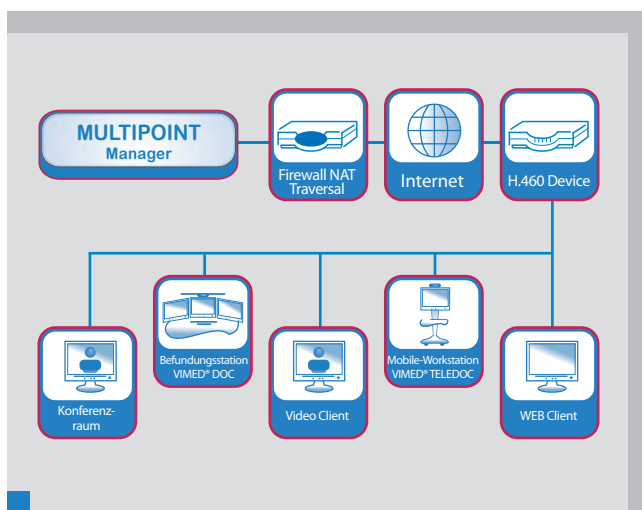 MULTIPOINT
Manager
Firewall NAT
Traversal
Internet
H.460 Device
Konferenz-
raum
Befundungsstation
VIMED® DOC
Video Client
Mobile-Workstation
VIMED® TELEDOC
WEB Client